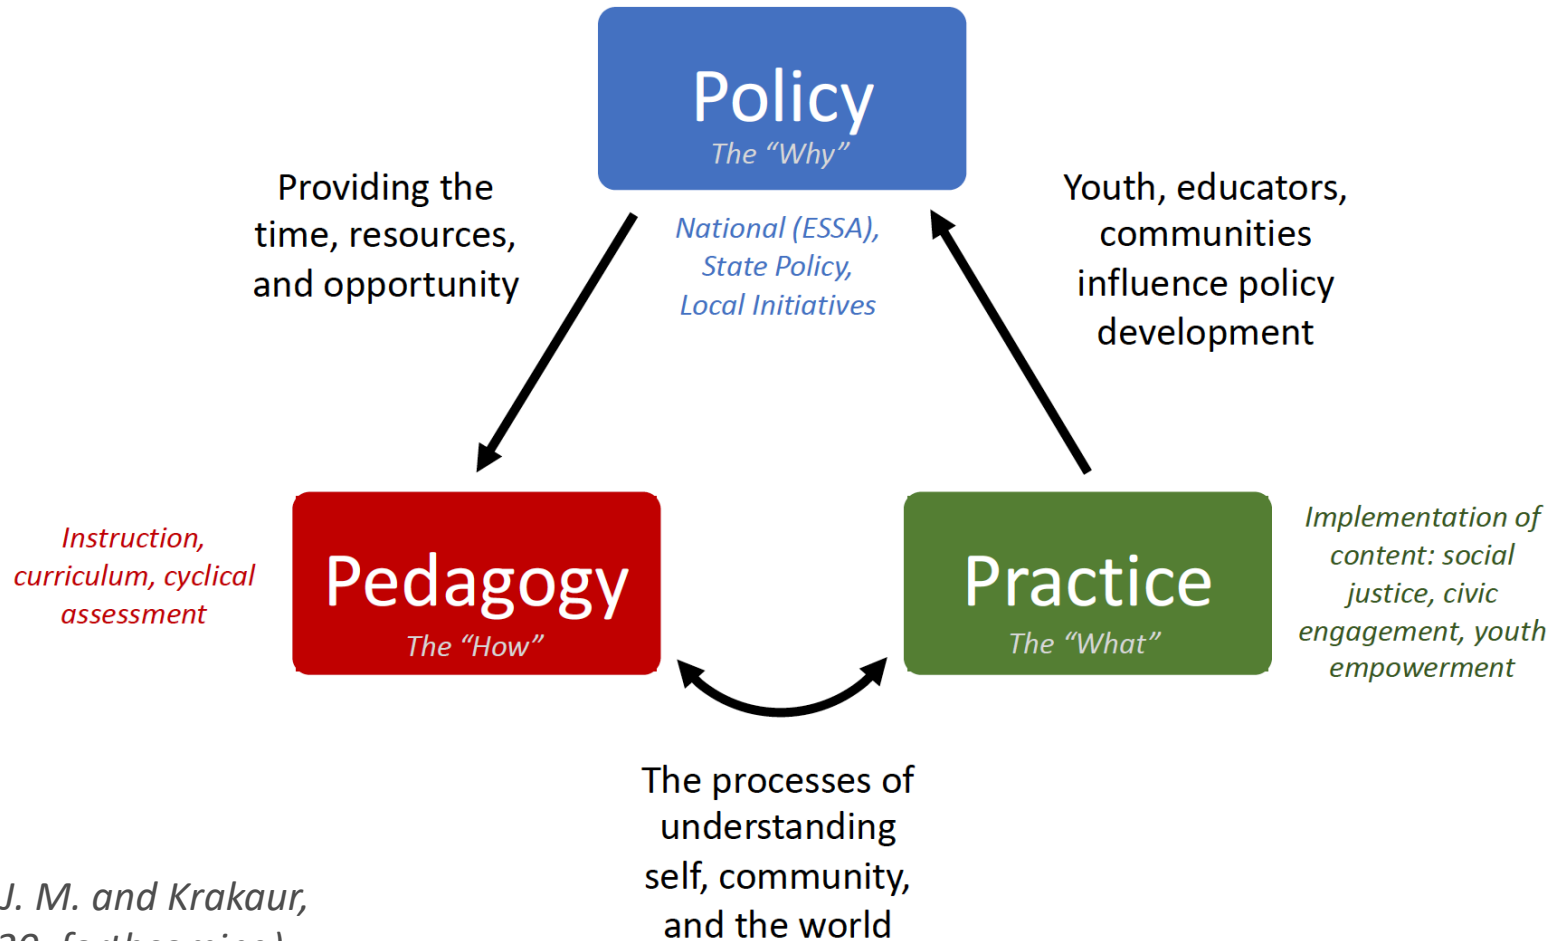 Policy
The “Why”
National (ESSA),
State Policy,
Local Initiatives
Providing the
time, resources,
and opportunity
Youth, educators,
communities
influence policy
development
Instruction,
curriculum, cyclical
assessment
Pedagogy
The “How”
Practice
The “What”
Implementation of
content: social
justice, civic
engagement, youth
empowerment
The processes of
understanding
self, community,
and the world
J. M. and Krakaur,
forthcoming)